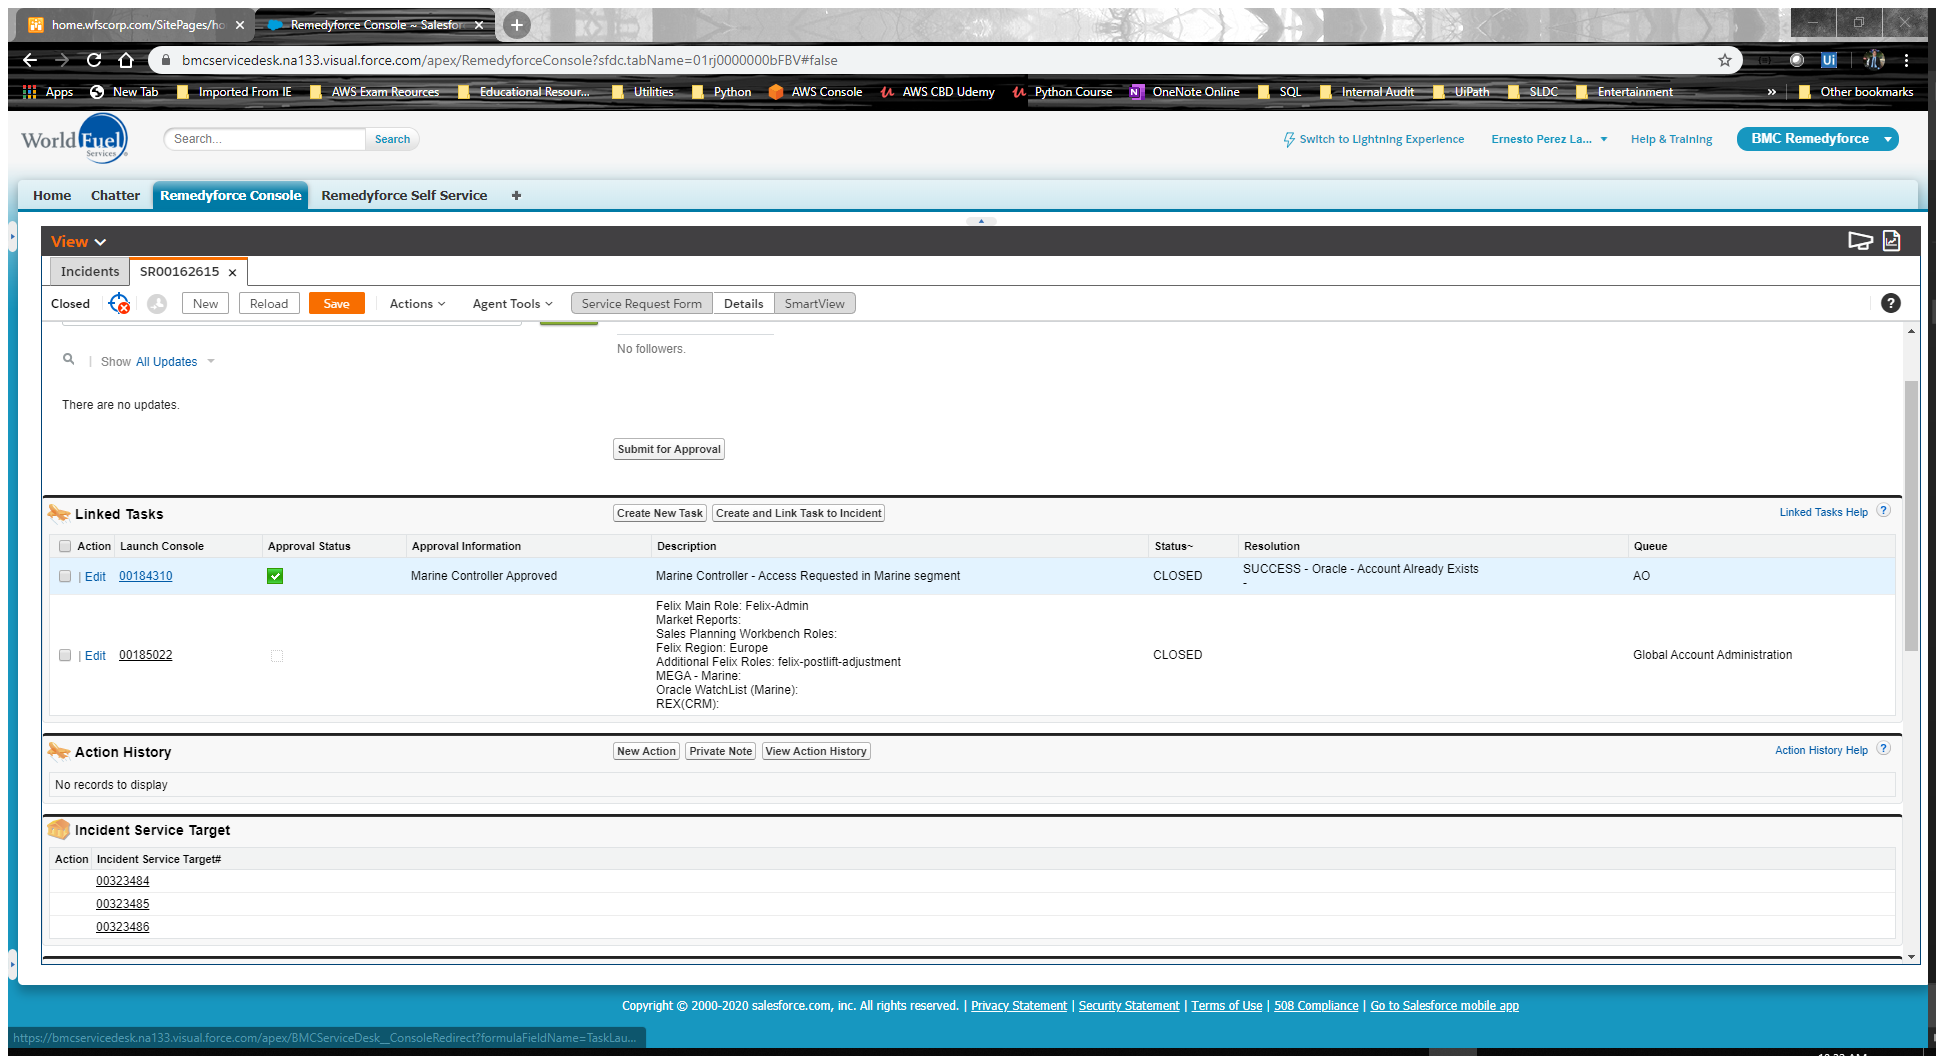 home.wfscorp.com/SitePages/ho
Remedyforce Console ~ Salesfor
bmcservicedesk.na133.visual.force.com/apex/RemedyforceConsole?sfdc.tabName=01rj0000000bFBV#false
Apps New Tab Imported From IE AWS Exam Reources Educational Resour... Utilities Python AWS Console AWS CBD Udemy Python Course OneNote Online SQL Internal Audit UiPath SLDC Entertainment » Other bookmarks
World Fuel Services
Search... Search
Switch to Lightning Experience Ernesto Perez La... Help & Training BMC Remedyforce
Home Chatter Remedyforce Console Remedyforce Self Service +
View
Incidents SR00162615
Closed New Reload Save Actions Agent Tools Service Request Form Details SmartView ?
No followers.
Show All Updates
There are no updates.
Submit for Approval
Linked Tasks Create New Task Create and Link Task to Incident Linked Tasks Help ?
Action Launch Console Approval Status Approval Information Description Status~ Resolution Queue
| Edit 00184310 Marine Controller Approved Marine Controller - Access Requested in Marine segment CLOSED SUCCESS - Oracle - Account Already Exists AO
-
Felix Main Role: Felix-Admin
Market Reports:
Sales Planning Workbench Roles:
Felix Region: Europe
| Edit 00185022 CLOSED Global Account Administration
Additional Felix Roles: felix-postlift-adjustment
MEGA - Marine:
Oracle WatchList (Marine):
REX(CRM):
Action History New Action Private Note View Action History Action History Help ?
No records to display
Incident Service Target
Action Incident Service Target#
00323484
00323485
00323486
Copyright © 2000-2020 salesforce.com, inc. All rights reserved. | Privacy Statement | Security Statement | Terms of Use | 508 Compliance | Go to Salesforce mobile app
https://bmcservicedesk.na133.visual.force.com/apex/BMCServiceDesk__ConsoleRedirect?formulaFieldName=TaskLau...